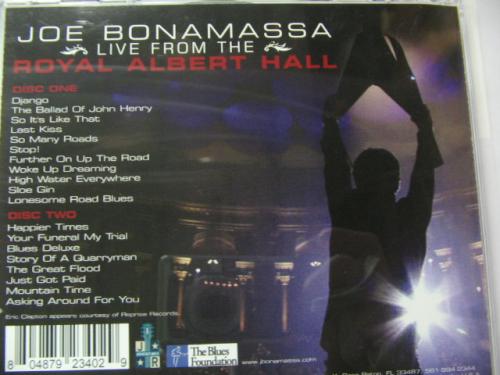 JOE BONAMASSA
LIVE FROM THE
ROYAL ALBERT HALL
DISC ONE
Django
The Ballad Of John Henry
So It's Like That
Last Kiss
So Many Roads
Stop!
Further On Up The Road
Woke Up Dreaming
High Water Everywhere
Sloe Gin
Lonesome Road Blues
DISC TWO
Happier Times
Your Funeral My Trial
Blues Deluxe
Story Of A Quarryman
The Great Flood
Just Got Paid
Mountain Time
Asking Around For You
Eric Clapton appears courtesy of Reprise Records.
8 04879 23402 9
J R
The Blues
Foundation
www.jbonamassa.com
FL 33487